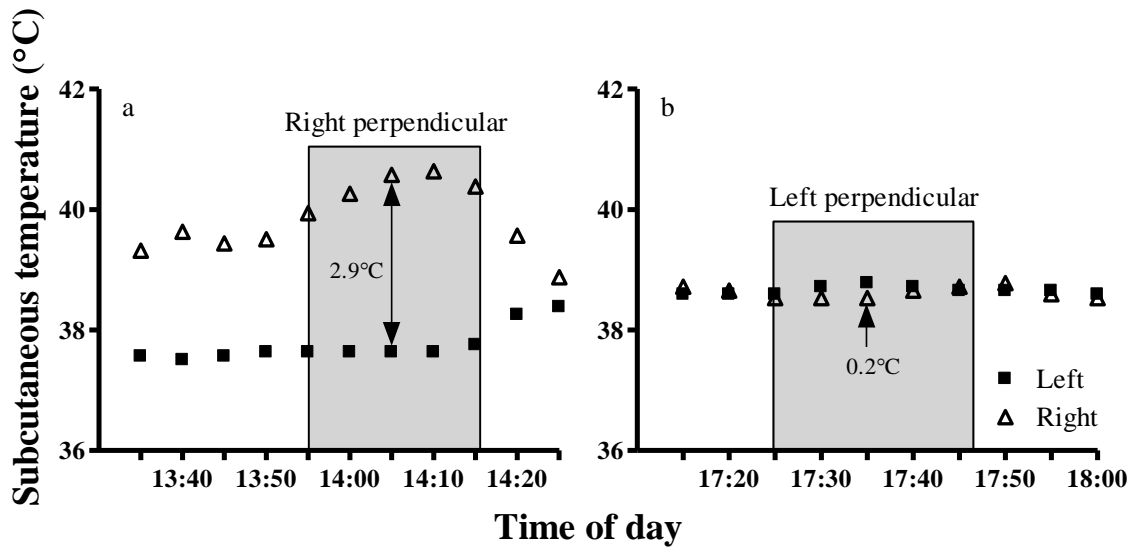 Subcutaneous temperature (°C)
42
40
38
36
a
Right perpendicular
2.9°C
13:40 13:50 14:00 14:10 14:20
42
40
38
36
b
Left perpendicular
0.2°C
Left
Right
17:20 17:30 17:40 17:50 18:00
Time of day